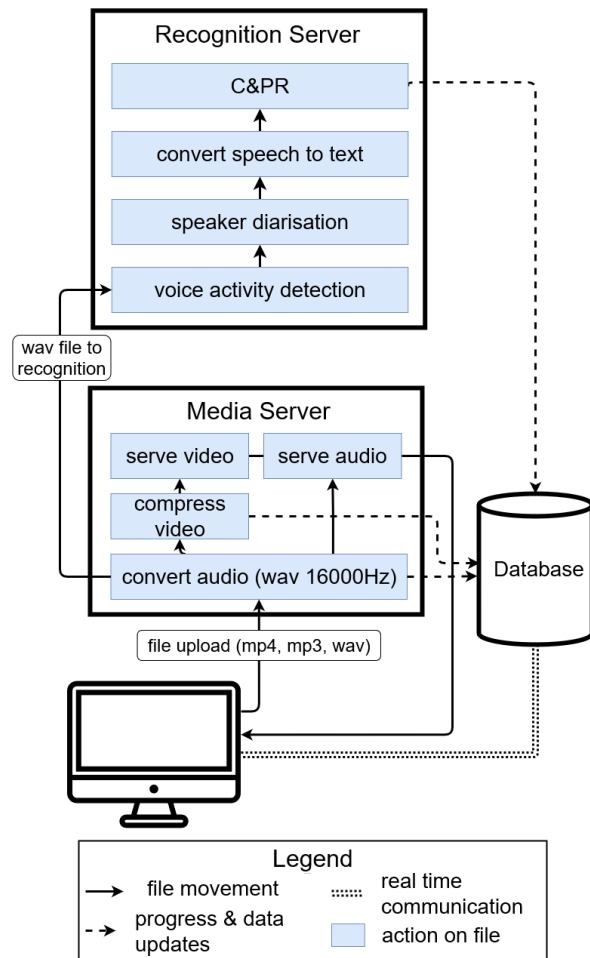 Recognition Server
C&PR
convert speech to text
speaker diarisation
voice activity detection
wav file to
recognition
Media Server
serve video
serve audio
compress
video
convert audio (wav 16000Hz)
Database
file upload (mp4, mp3, wav)
Legend
file movement
real time
communication
progress & data
updates
action on file